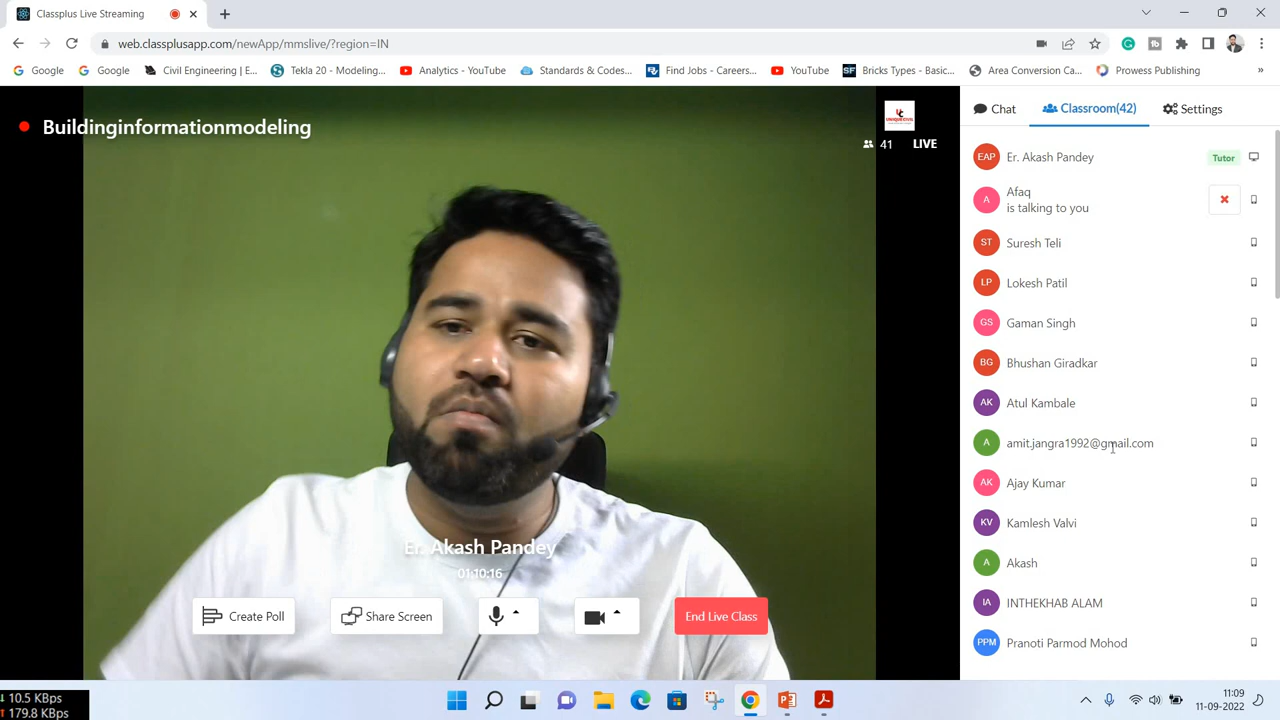 Classplus Live Streaming
web.classplusapp.com/newApp/mmslive/?region=IN
Google
Google
Civil Engineering | E...
Tekla 20 - Modeling...
Analytics - YouTube
Standards & Codes...
Find Jobs - Careers...
YouTube
SF
Bricks Types - Basic...
Area Conversion Ca...
Prowess Publishing
»
Buildinginformationmodeling
UNIQUE CIVIL
41 LIVE
Er. Akash Pandey
01:10:16
Create Poll
Share Screen
End Live Class
Chat
Classroom(42)
Settings
EAP Er. Akash Pandey Tutor
A Afaq
is talking to you
ST Suresh Teli
LP Lokesh Patil
GS Gaman Singh
BG Bhushan Giradkar
AK Atul Kambale
A amit.jangra1992@gmail.com
AK Ajay Kumar
KV Kamlesh Valvi
A Akash
IA INTHEKHAB ALAM
PPM Pranoti Parmod Mohod
↓ 10.5 KBps
↑ 179.8 KBps
11:09
11-09-2022